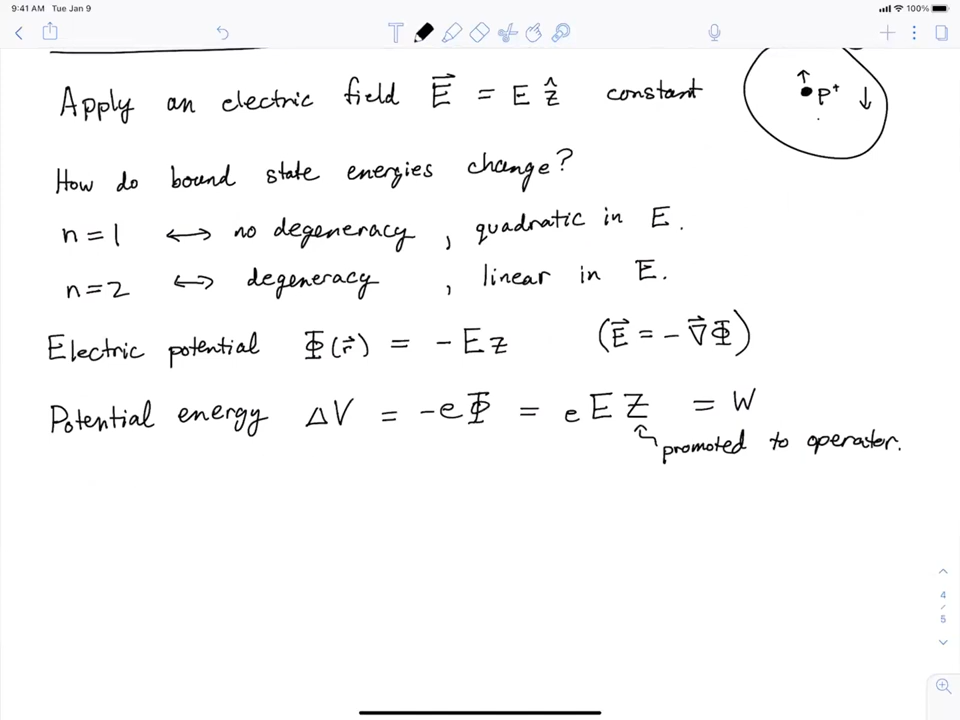 9:41 AM Tue Jan 9
100%
Apply an electric field E⃗ = E ẑ constant
P⁺
How do bound state energies change?
n=1 ⟷ no degeneracy, quadratic in E.
n=2 ⟷ degeneracy, linear in E.
Electric potential Φ(r⃗) = -Ez (E⃗ = -∇⃗Φ)
Potential energy ΔV = -eΦ = eEZ = W
promoted to operator.
4
/
5